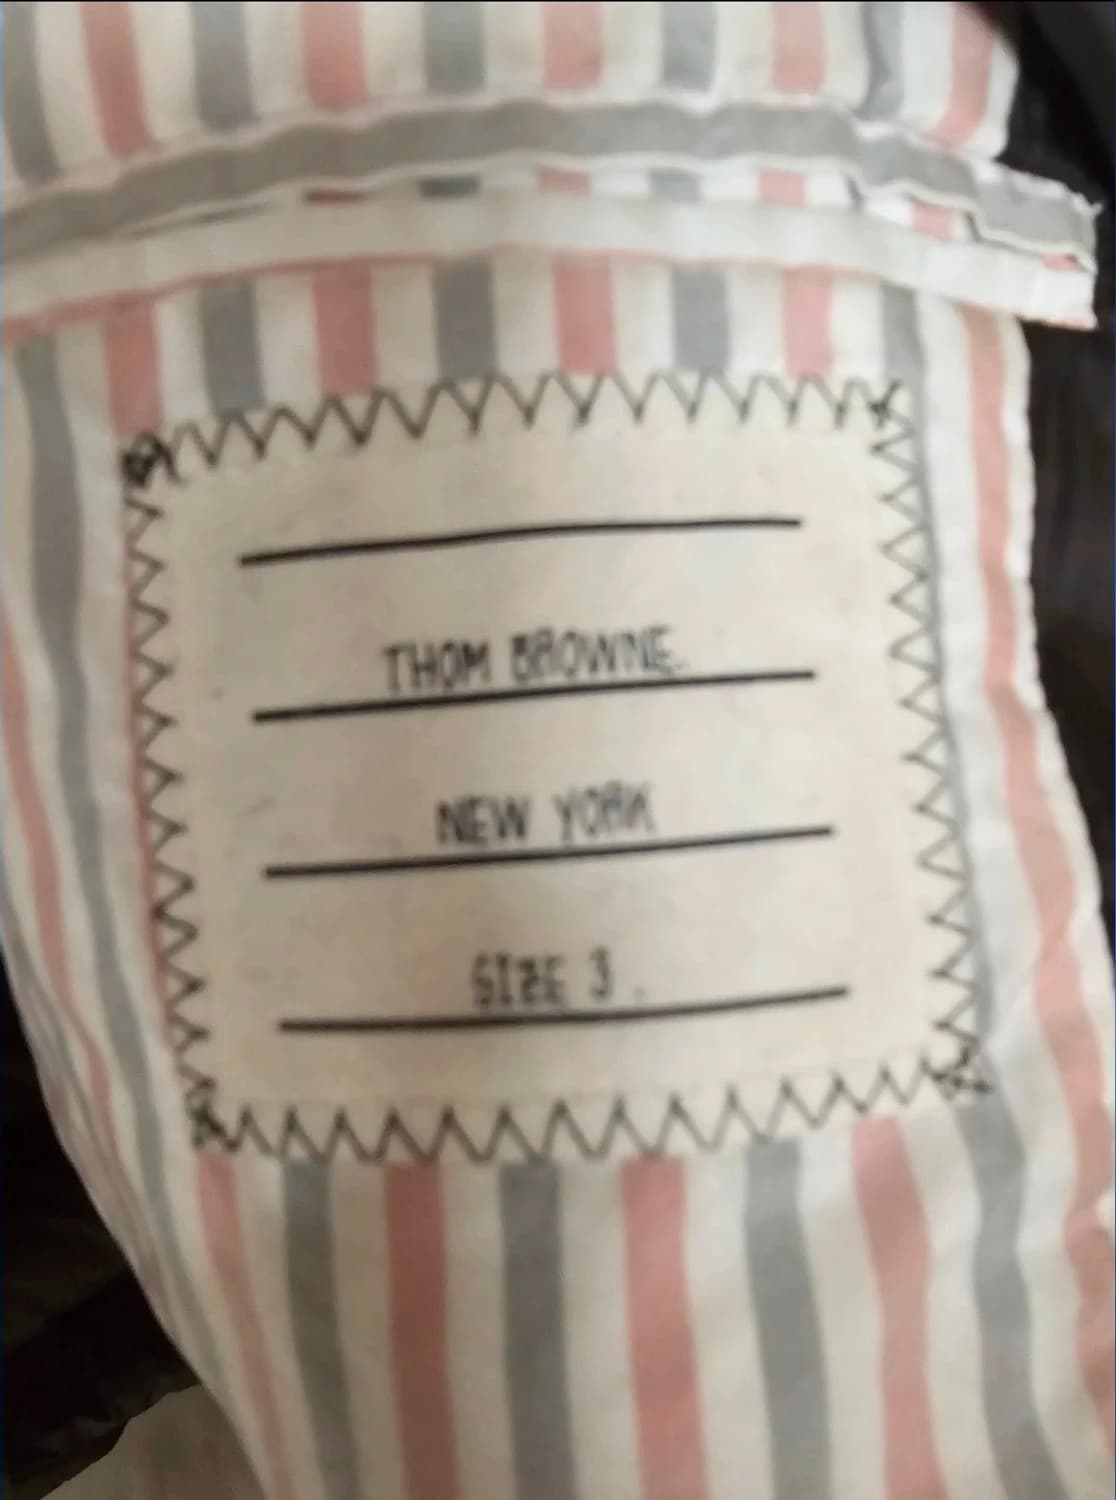 THOM BROWNE.
NEW YORK
SIZE 3.